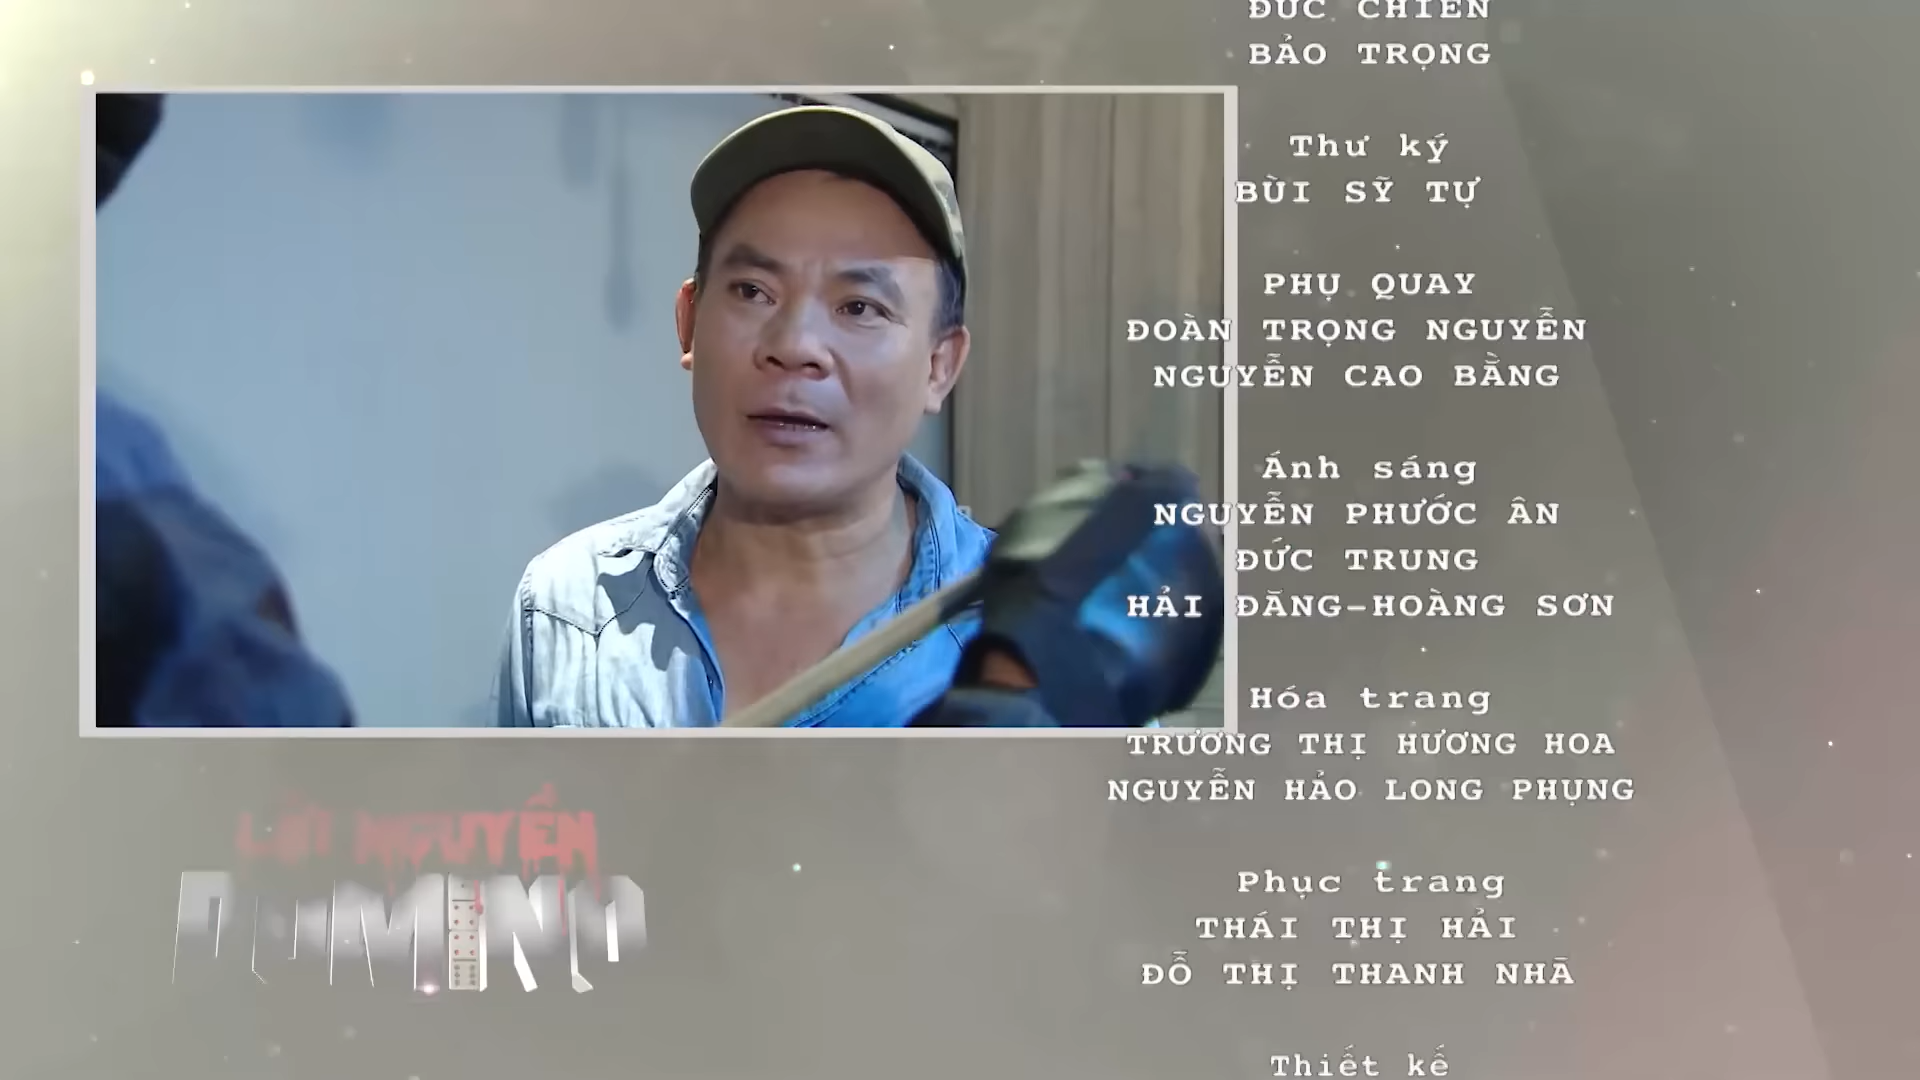 ĐỨC CHIẾN
BẢO TRỌNG
Thư ký
BÙI SỸ TỰ
PHỤ QUAY
ĐOÀN TRỌNG NGUYỄN
NGUYỄN CAO BẰNG
Ánh sáng
NGUYỄN PHƯỚC ÂN
ĐỨC TRUNG
HẢI ĐĂNG-HOÀNG SƠN
Hóa trang
TRƯƠNG THỊ HƯƠNG HOA
NGUYỄN HẢO LONG PHỤNG
Phục trang
THÁI THỊ HẢI
ĐỖ THỊ THANH NHÃ
Thiết kế
LỜI NGUYỀN
DOMINO